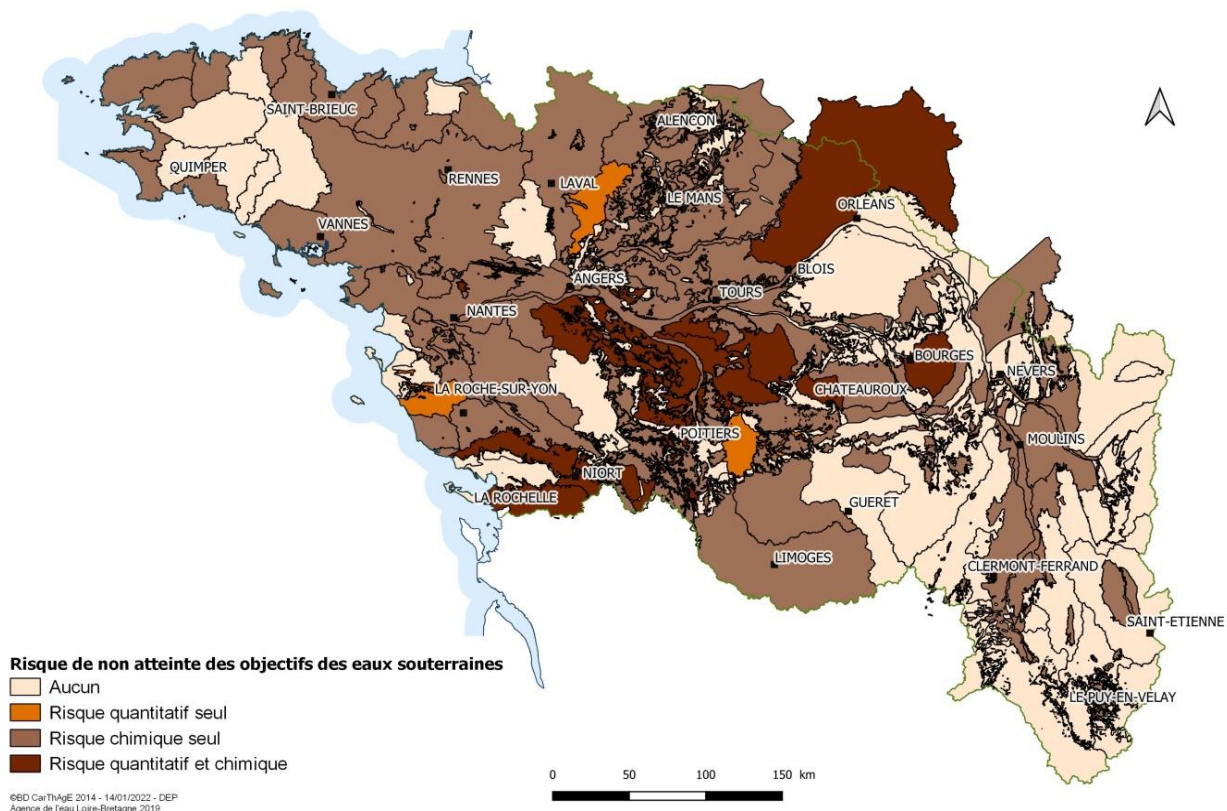 ALENCON
SAINT-BRIEUC
QUIMPER
RENNES
LAVAL
LE MANS
ORLEANS
VANNES
ANGERS
BLOIS
TOURS
NANTES
BOURGES
NEVERS
LA ROCHE-SUR-YON
CHATEAUROUX
POITIERS
MOULINS
NIORT
LA ROCHELLE
GUERET
LIMOGES
CLERMONT-FERRAND
SAINT-ETIENNE
LE-PUY-EN-VELAY
Risque de non atteinte des objectifs des eaux souterraines
Aucun
Risque quantitatif seul
Risque chimique seul
Risque quantitatif et chimique
0 50 100 150 km
©BD CarThAgE 2014 - 14/01/2022 - DEP
Agence de l'eau Loire-Bretagne 2019